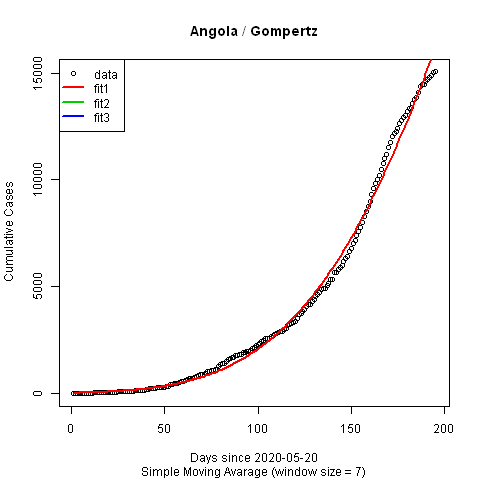 Angola / Gompertz
data
fit1
fit2
fit3
Cumulative Cases
0
5000
10000
15000
0
50
100
150
200
Days since 2020-05-20
Simple Moving Avarage (window size = 7)